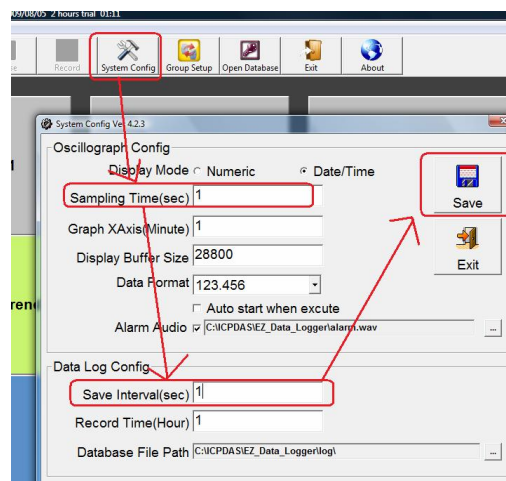 09/08/05 2 hours trial 01:11
Record System Config Group Setup Open Database Exit About
System Config Ver 4.2.3
Oscillograph Config
Display Mode Numeric Date/Time
Sampling Time(sec) 1
Save
Graph XAxis(Minute) 1
Display Buffer Size 28800
Exit
Data Format 123.456
Auto start when excute
Alarm Audio C:\ICPDAS\EZ_Data_Logger\alarm.wav ...
Data Log Config
Save Interval(sec) 1
Record Time(Hour) 1
Database File Path C:\ICPDAS\EZ_Data_Logger\log\ ...